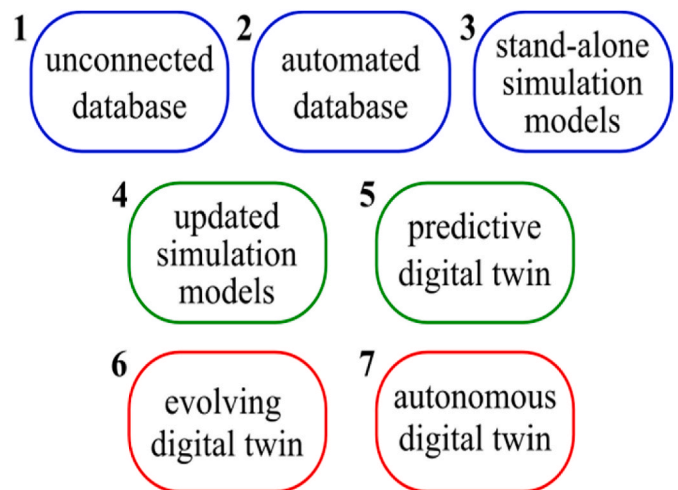 1
unconnected
database
2
automated
database
3
stand-alone
simulation
models
4
updated
simulation
models
5
predictive
digital twin
6
evolving
digital twin
7
autonomous
digital twin